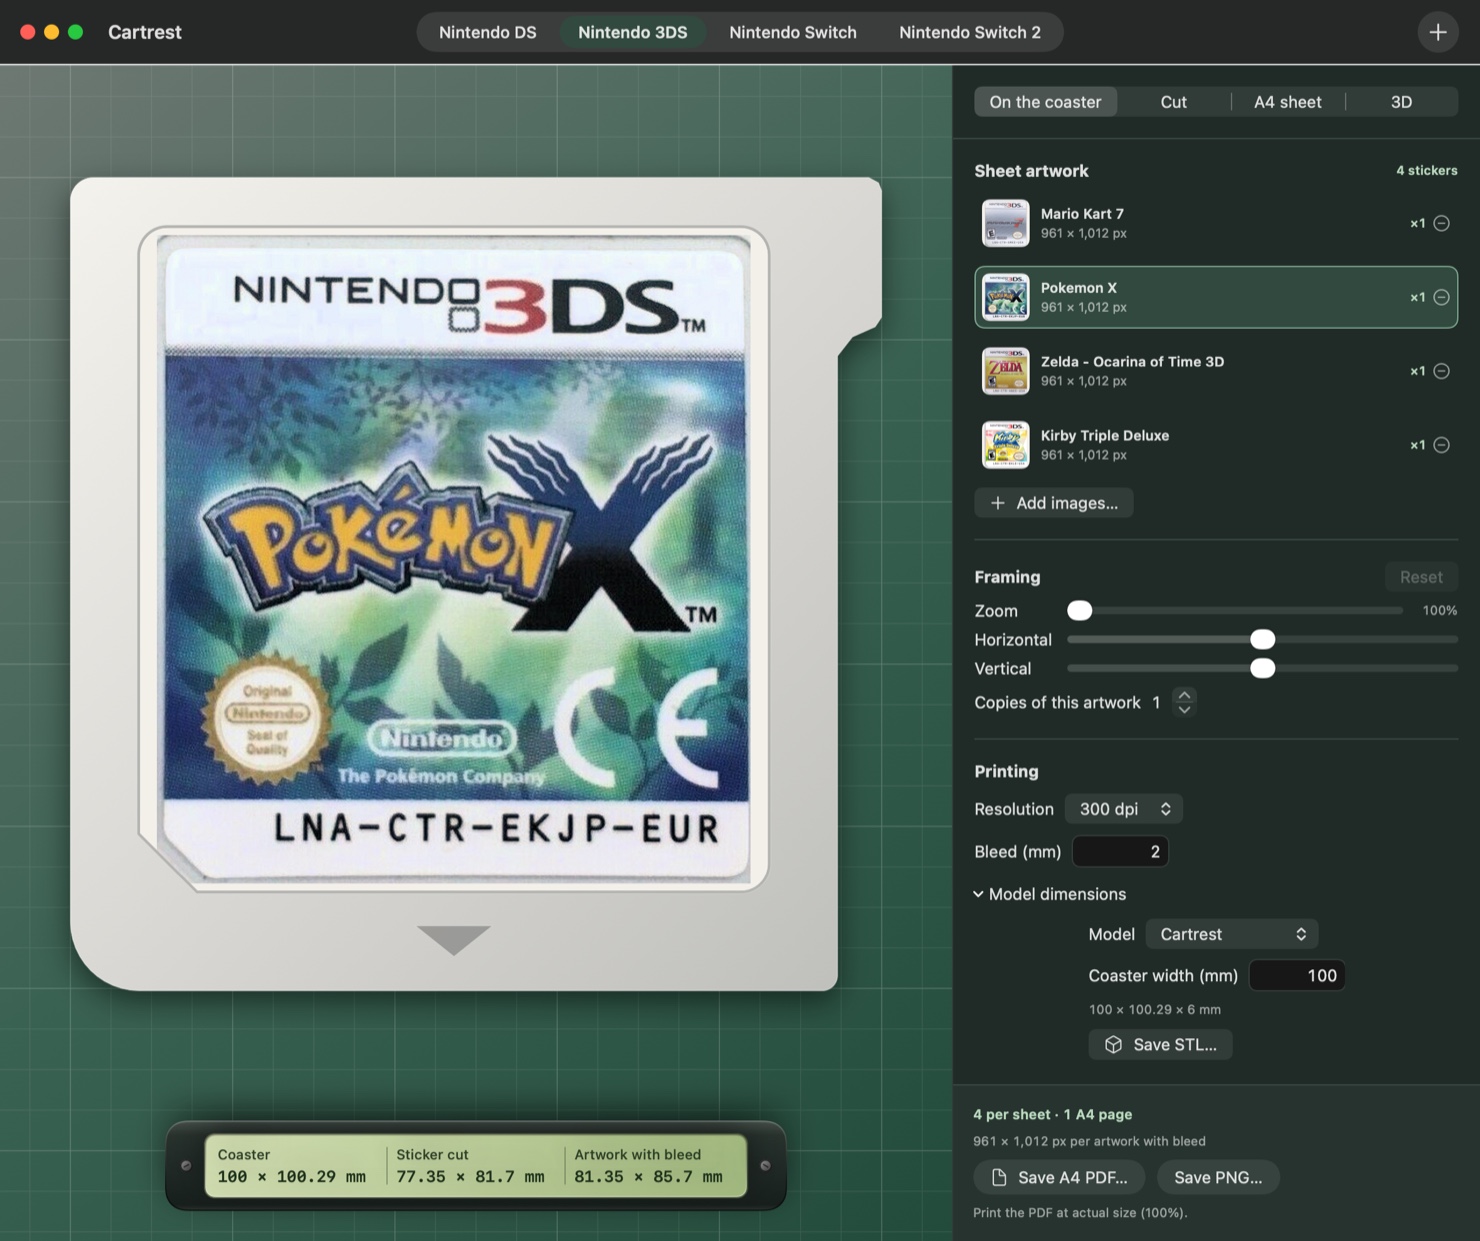 Cartrest
Nintendo DS
Nintendo 3DS
Nintendo Switch
Nintendo Switch 2
On the coaster
Cut
A4 sheet
3D
NINTENDO 3DS™
POKéMON X™
Original
Nintendo
Seal of
Quality
™
Nintendo
The Pokémon Company
CE
LNA-CTR-EKJP-EUR
Coaster
100 × 100.29 mm
Sticker cut
77.35 × 81.7 mm
Artwork with bleed
81.35 × 85.7 mm
Sheet artwork
4 stickers
Mario Kart 7
961 × 1,012 px
×1
Pokemon X
961 × 1,012 px
×1
Zelda - Ocarina of Time 3D
961 × 1,012 px
×1
Kirby Triple Deluxe
961 × 1,012 px
×1
Add images...
Framing
Reset
Zoom
100%
Horizontal
Vertical
Copies of this artwork 1
Printing
Resolution 300 dpi
Bleed (mm) 2
Model dimensions
Model Cartrest
Coaster width (mm) 100
100 × 100.29 × 6 mm
Save STL...
4 per sheet · 1 A4 page
961 × 1,012 px per artwork with bleed
Save A4 PDF...
Save PNG...
Print the PDF at actual size (100%).